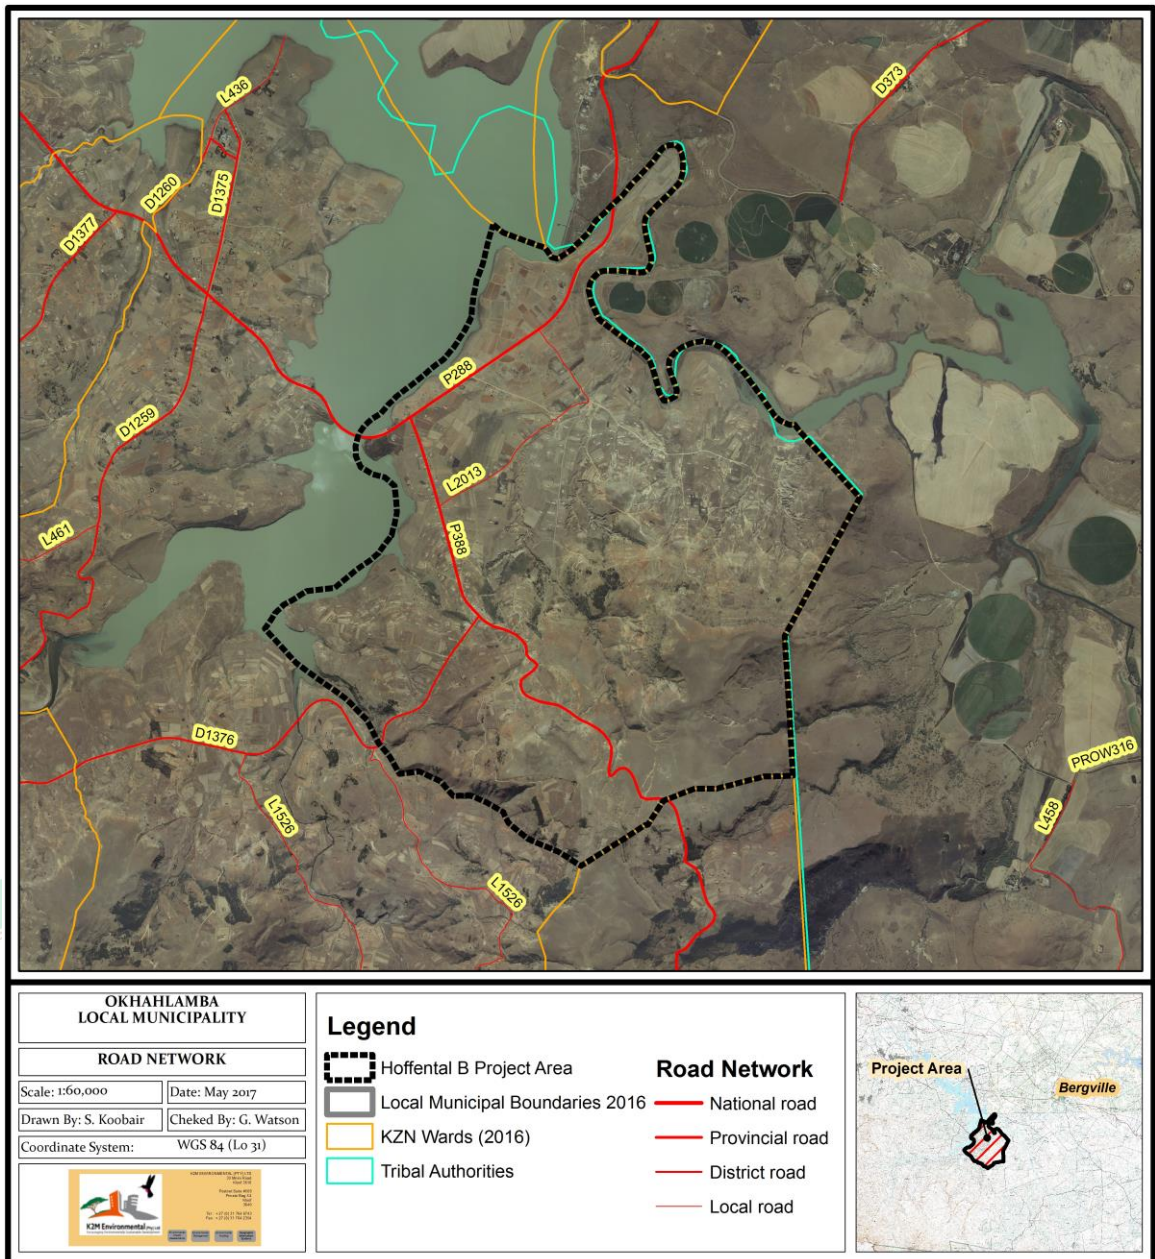 L436
D373
D1260
D1375
D1377
P288
D1259
L2013
L461
P388
D1376
PROW316
L1526
L458
L1526
OKHAHLAMBA
LOCAL MUNICIPALITY
ROAD NETWORK
Scale: 1:60,000
Date: May 2017
Drawn By: S. Koobair
Cheked By: G. Watson
Coordinate System: WGS 84 (Lo 31)
K2M Environmental (Pty) Ltd
Legend
Hoffental B Project Area
Local Municipal Boundaries 2016
KZN Wards (2016)
Tribal Authorities
Road Network
National road
Provincial road
District road
Local road
Project Area
Bergville